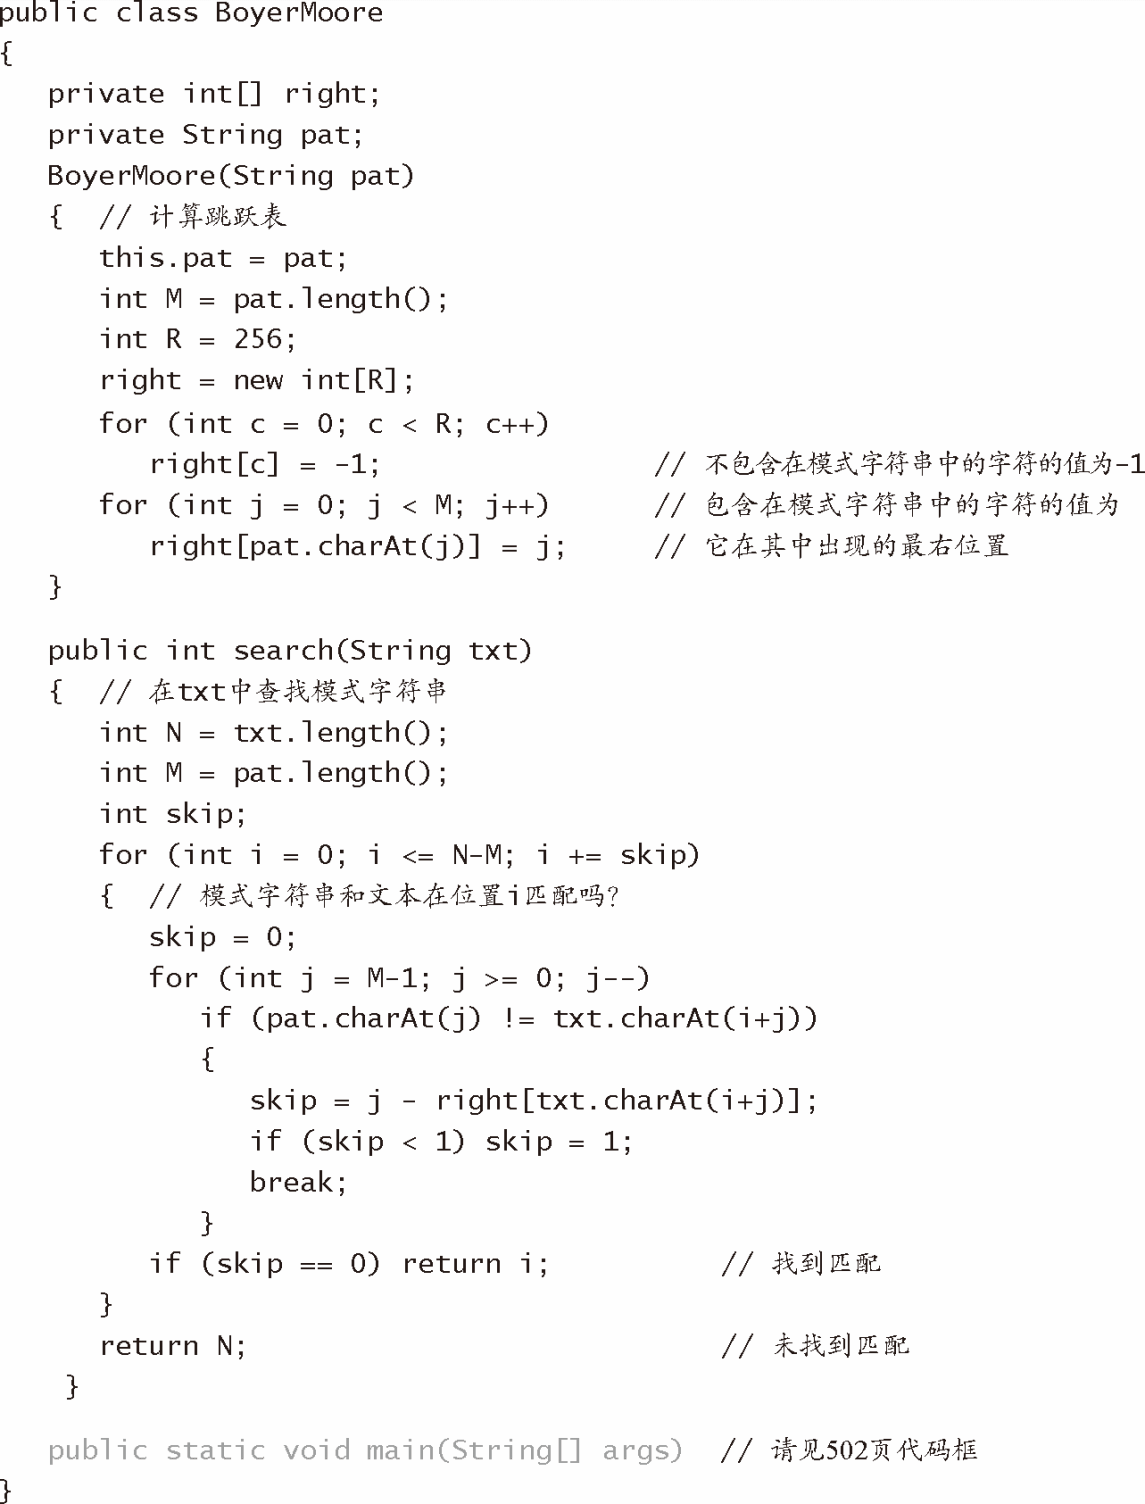 public class BoyerMoore
{
   private int[] right;
   private String pat;
   BoyerMoore(String pat)
   {  // 计算跳跃表
      this.pat = pat;
      int M = pat.length();
      int R = 256;
      right = new int[R];
      for (int c = 0; c < R; c++)
         right[c] = -1;                // 不包含在模式字符串中的字符的值为-1
      for (int j = 0; j < M; j++)      // 包含在模式字符串中的字符的值为
         right[pat.charAt(j)] = j;     // 它在其中出现的最右位置
   }
   public int search(String txt)
   {  // 在txt中查找模式字符串
      int N = txt.length();
      int M = pat.length();
      int skip;
      for (int i = 0; i <= N-M; i += skip)
      {  // 模式字符串和文本在位置i匹配吗?
         skip = 0;
         for (int j = M-1; j >= 0; j--)
            if (pat.charAt(j) != txt.charAt(i+j))
            {
               skip = j - right[txt.charAt(i+j)];
               if (skip < 1) skip = 1;
               break;
            }
         if (skip == 0) return i;          // 找到匹配
      }
      return N;                            // 未找到匹配
    }
   public static void main(String[] args)  // 请见502页代码框
}